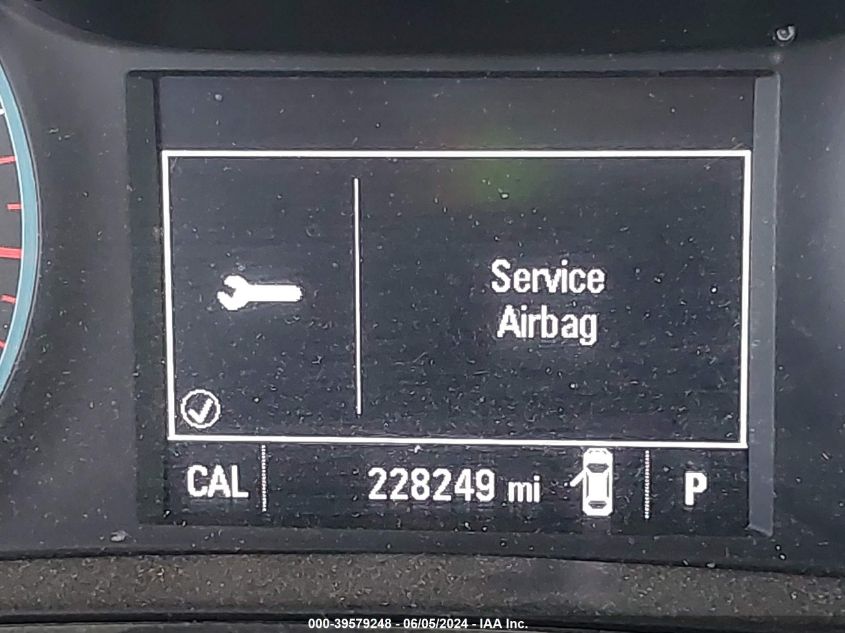 Service
Airbag
CAL 228249 mi P
000-39579248 - 06/05/2024 - IAA Inc.